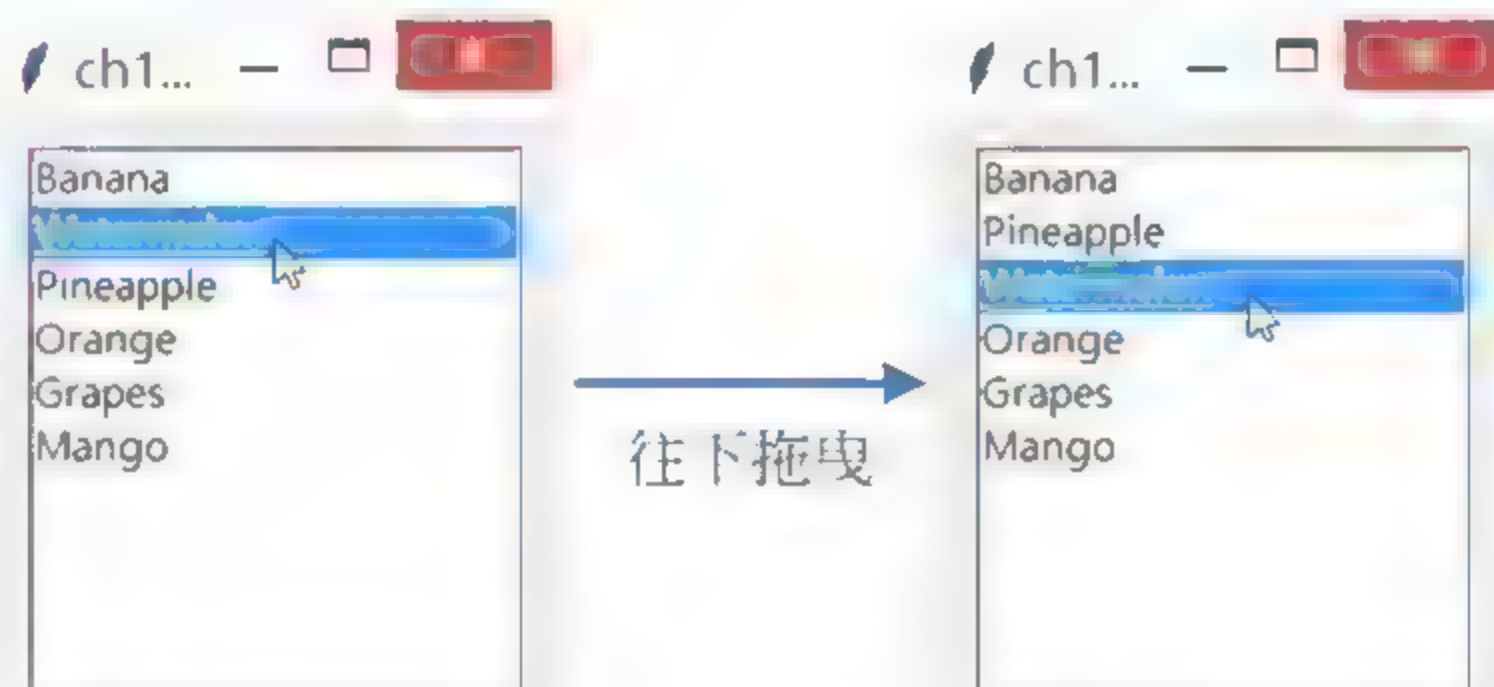 ch1...
Banana
Pineapple
Orange
Grapes
Mango
往下拖曳
ch1...
Banana
Pineapple
Orange
Grapes
Mango